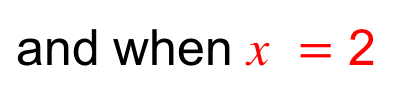 and when x = 2